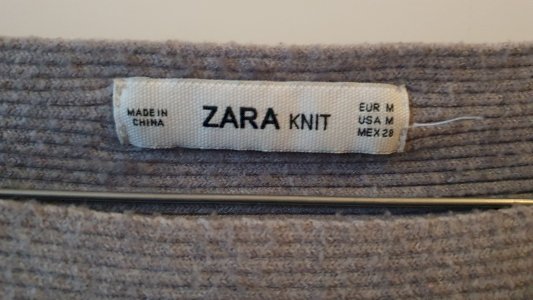 MADE IN
CHINA
ZARA KNIT
EUR M
USA M
MEX 28